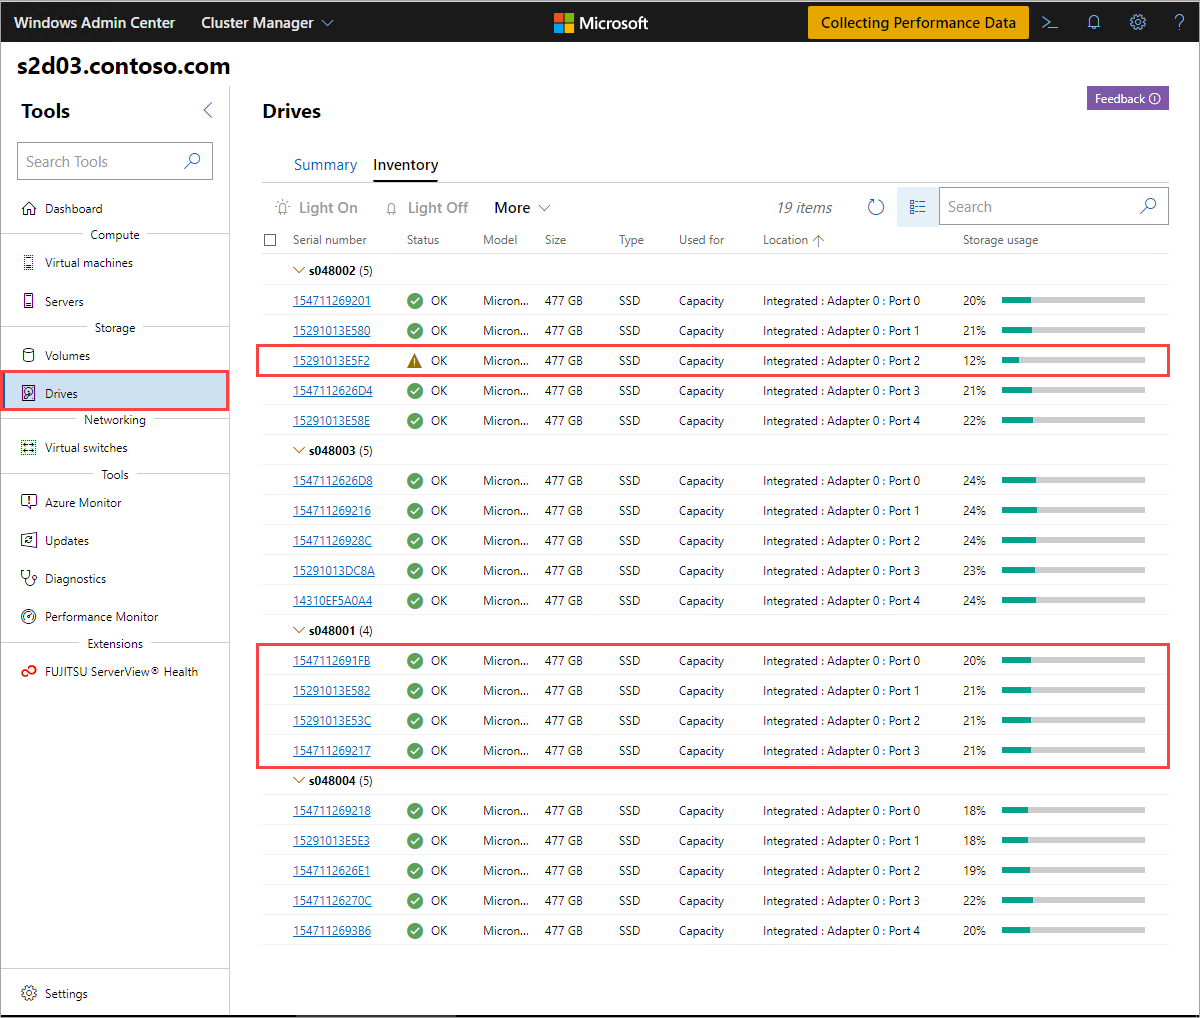 Windows Admin Center Cluster Manager Microsoft Collecting Performance Data
s2d03.contoso.com
Tools
Search Tools
Dashboard
Compute
Virtual machines
Servers
Storage
Volumes
Drives
Networking
Virtual switches
Tools
Azure Monitor
Updates
Diagnostics
Performance Monitor
Extensions
FUJITSU ServerView® Health
Settings
Drives
Feedback
Summary Inventory
Light On Light Off More 19 items Search
Serial number Status Model Size Type Used for Location Storage usage
s048002 (5)
154711269201 OK Micron... 477 GB SSD Capacity Integrated : Adapter 0 : Port 0 20%
15291013E580 OK Micron... 477 GB SSD Capacity Integrated : Adapter 0 : Port 1 21%
15291013E5F2 OK Micron... 477 GB SSD Capacity Integrated : Adapter 0 : Port 2 12%
1547112626D4 OK Micron... 477 GB SSD Capacity Integrated : Adapter 0 : Port 3 21%
15291013E58E OK Micron... 477 GB SSD Capacity Integrated : Adapter 0 : Port 4 22%
s048003 (5)
1547112626D8 OK Micron... 477 GB SSD Capacity Integrated : Adapter 0 : Port 0 24%
154711269216 OK Micron... 477 GB SSD Capacity Integrated : Adapter 0 : Port 1 24%
15471126928C OK Micron... 477 GB SSD Capacity Integrated : Adapter 0 : Port 2 24%
15291013DC8A OK Micron... 477 GB SSD Capacity Integrated : Adapter 0 : Port 3 23%
14310EF5A0A4 OK Micron... 477 GB SSD Capacity Integrated : Adapter 0 : Port 4 24%
s048001 (4)
1547112691FB OK Micron... 477 GB SSD Capacity Integrated : Adapter 0 : Port 0 20%
15291013E582 OK Micron... 477 GB SSD Capacity Integrated : Adapter 0 : Port 1 21%
15291013E53C OK Micron... 477 GB SSD Capacity Integrated : Adapter 0 : Port 2 21%
154711269217 OK Micron... 477 GB SSD Capacity Integrated : Adapter 0 : Port 3 21%
s048004 (5)
154711269218 OK Micron... 477 GB SSD Capacity Integrated : Adapter 0 : Port 0 18%
15291013E5E3 OK Micron... 477 GB SSD Capacity Integrated : Adapter 0 : Port 1 18%
1547112626E1 OK Micron... 477 GB SSD Capacity Integrated : Adapter 0 : Port 2 19%
15471126270C OK Micron... 477 GB SSD Capacity Integrated : Adapter 0 : Port 3 22%
1547112693B6 OK Micron... 477 GB SSD Capacity Integrated : Adapter 0 : Port 4 20%